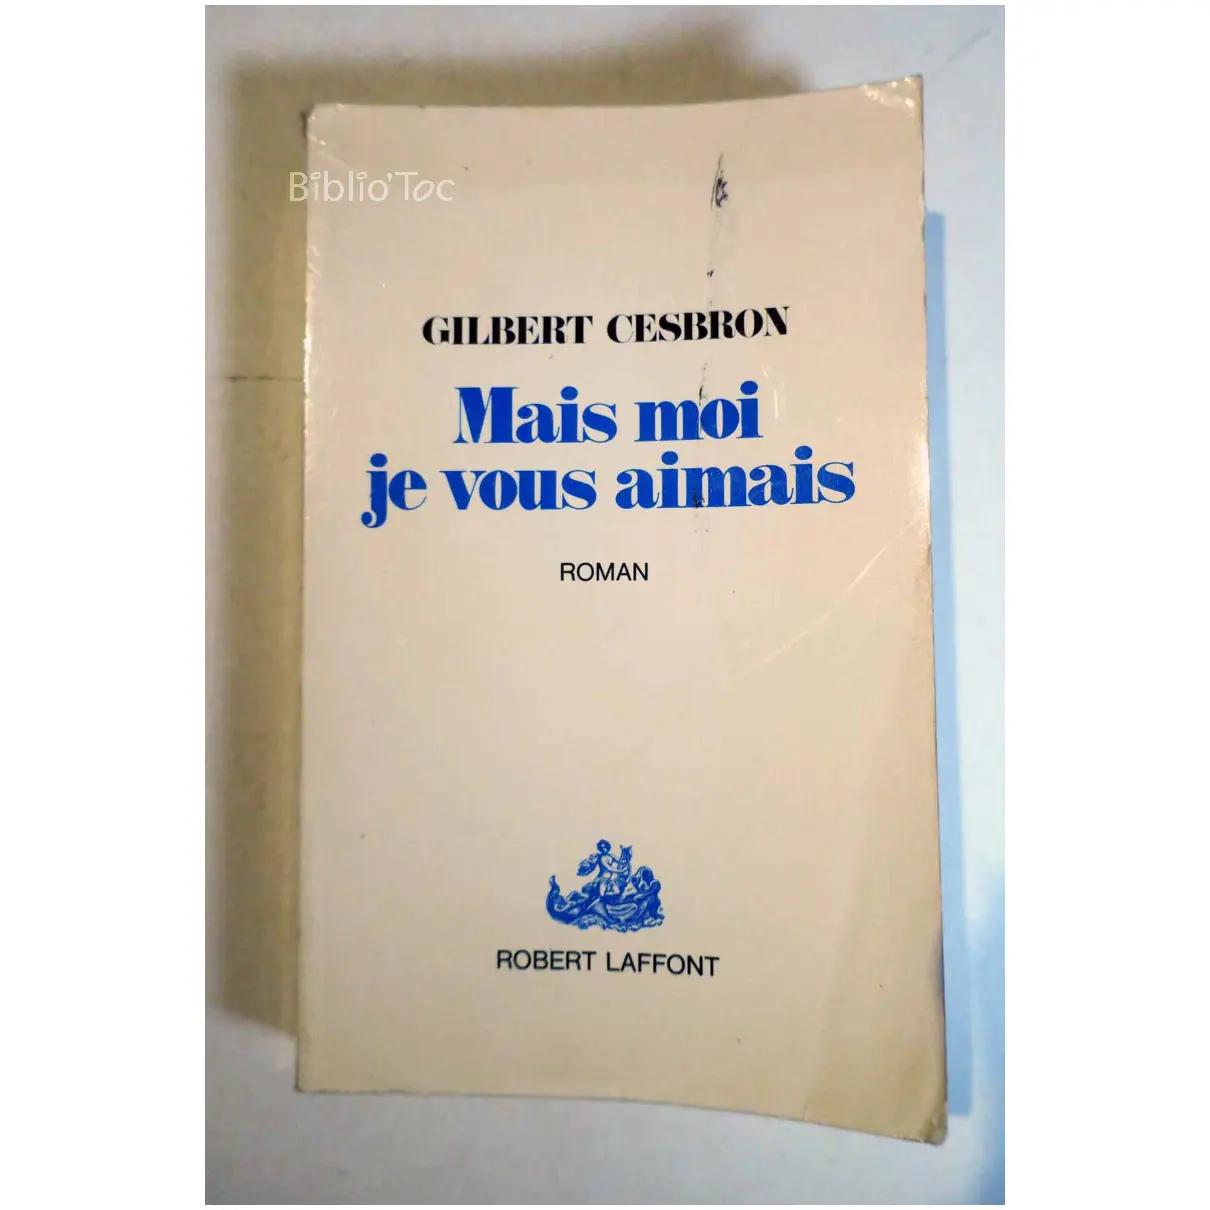 Biblio'Toc
GILBERT CESBRON
Mais moi
je vous aimais
ROMAN
ROBERT LAFFONT